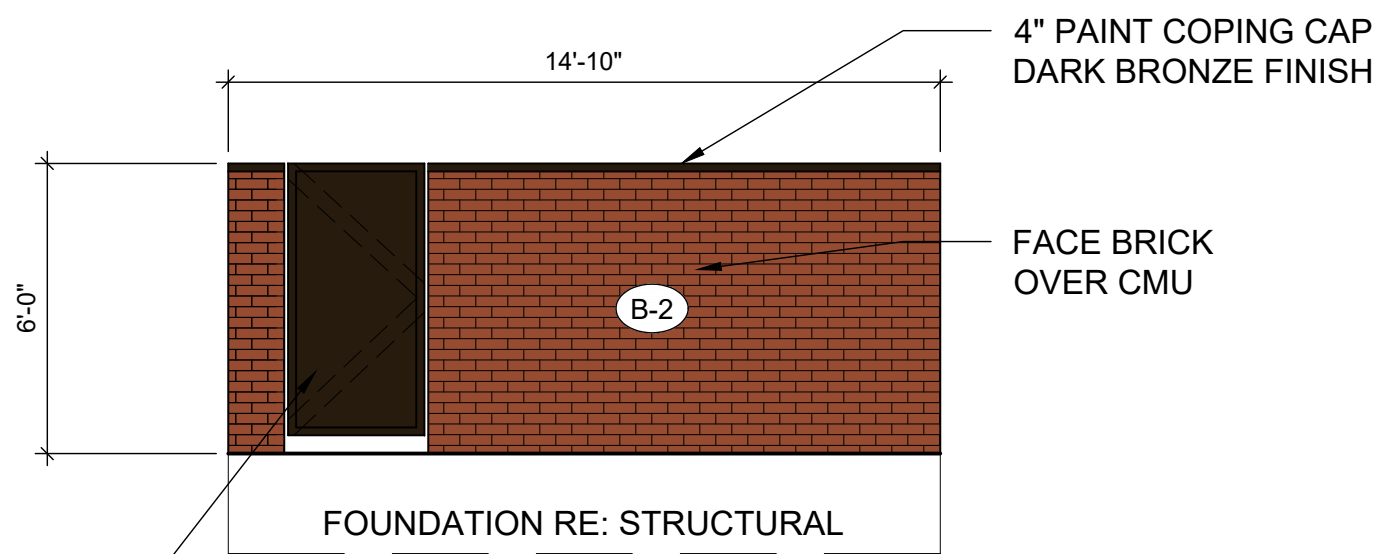 4" PAINT COPING CAP
DARK BRONZE FINISH
14'-10"
FACE BRICK
OVER CMU
6'-0"
B-2
FOUNDATION RE: STRUCTURAL